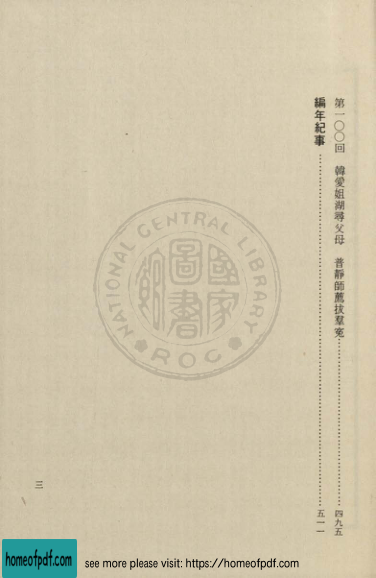 第一〇〇回　韓愛姐湖尋父母　普靜師薦拔羣冤……四九五
編年紀事……五一一
NATIONAL CENTRAL LIBRARY
國家圖書
ROC
三
homeofpdf.com
see more please visit: https://homeofpdf.com